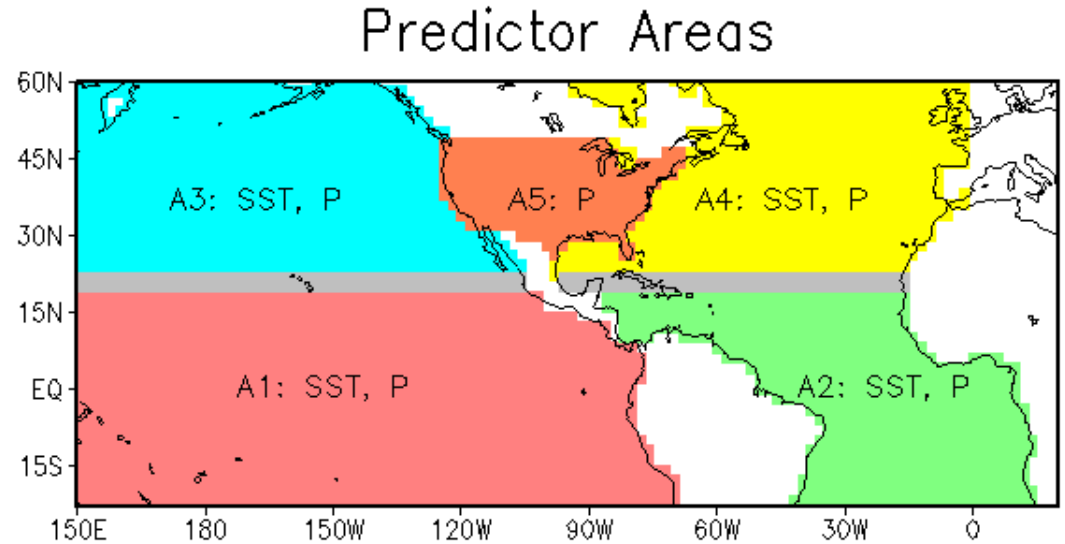 Predictor Areas
60N
45N
A3: SST, P
A5: P
A4: SST, P
30N
15N
EQ
A1: SST, P
A2: SST, P
15S
150E 180 150W 120W 90W 60W 30W 0